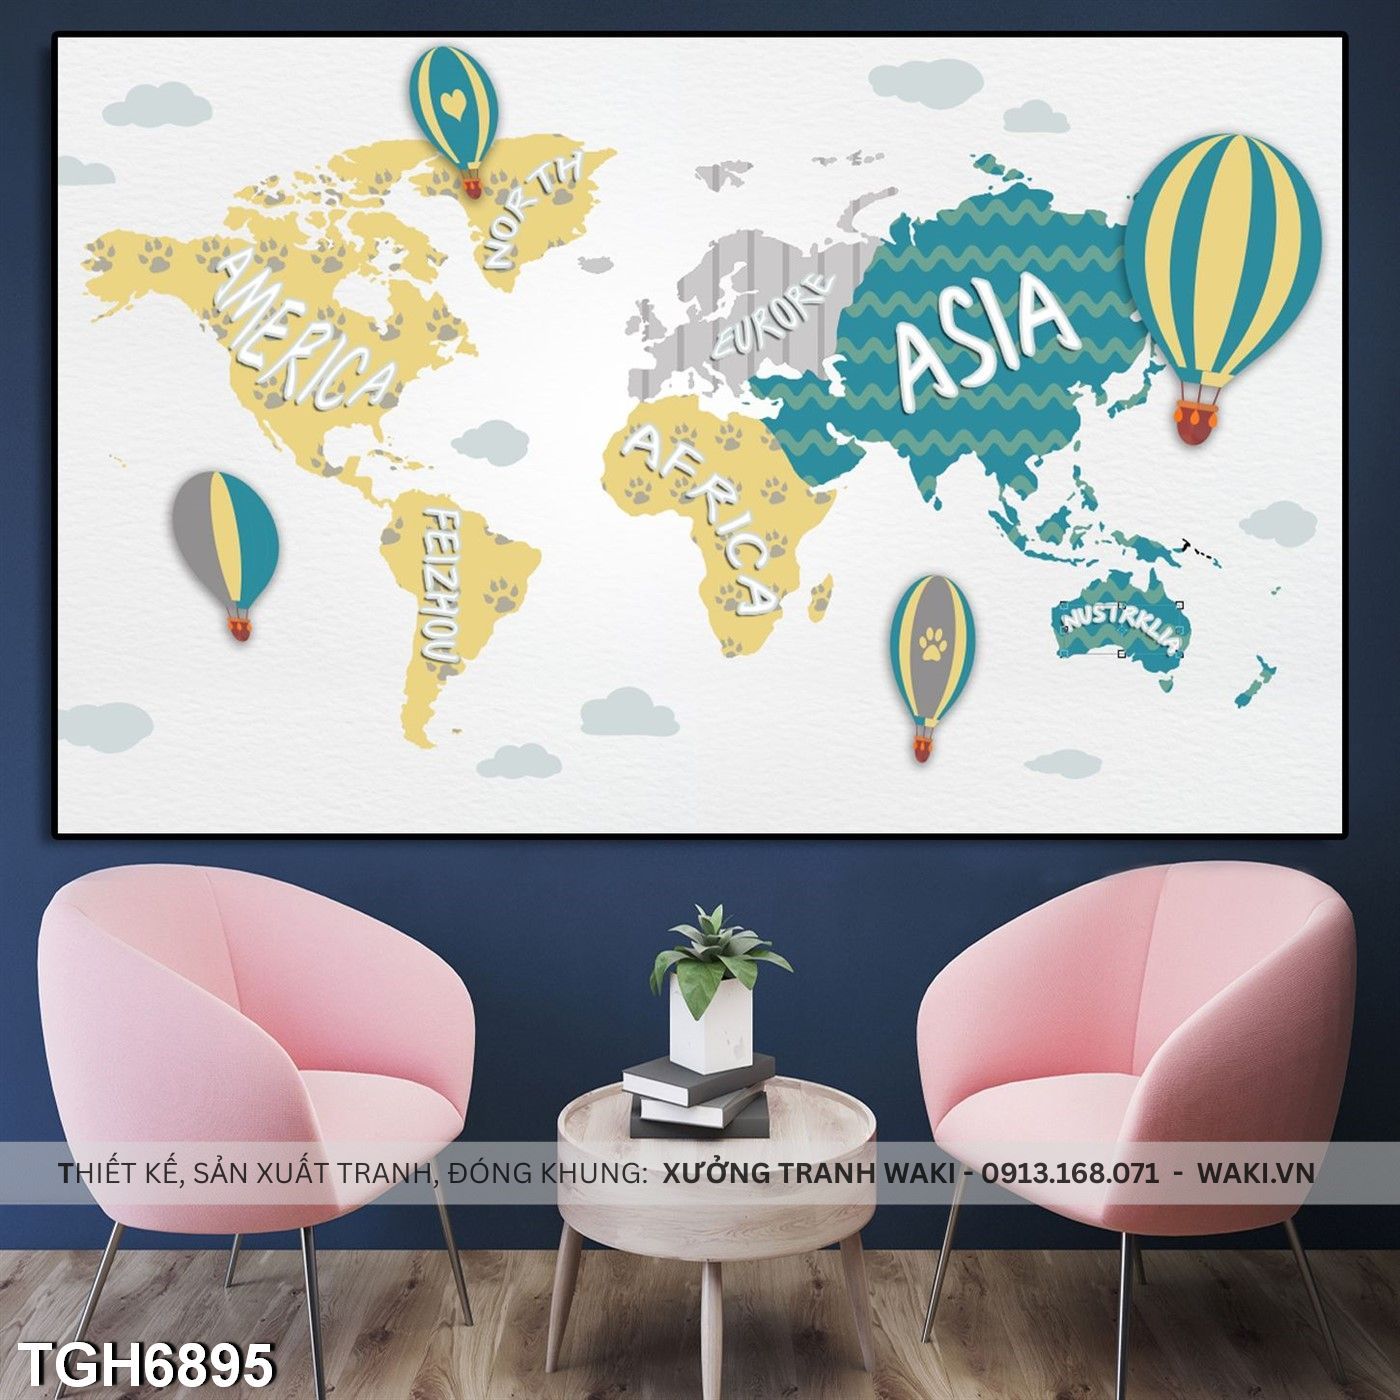 NORTH
AMERICA
EURORE
ASIA
AFRICA
FEIZHOU
NUSTRKLIA
THIẾT KẾ, SẢN XUẤT TRANH, ĐÓNG KHUNG: XƯỞNG TRANH WAKI - 0913.168.071 - WAKI.VN
TGH6895